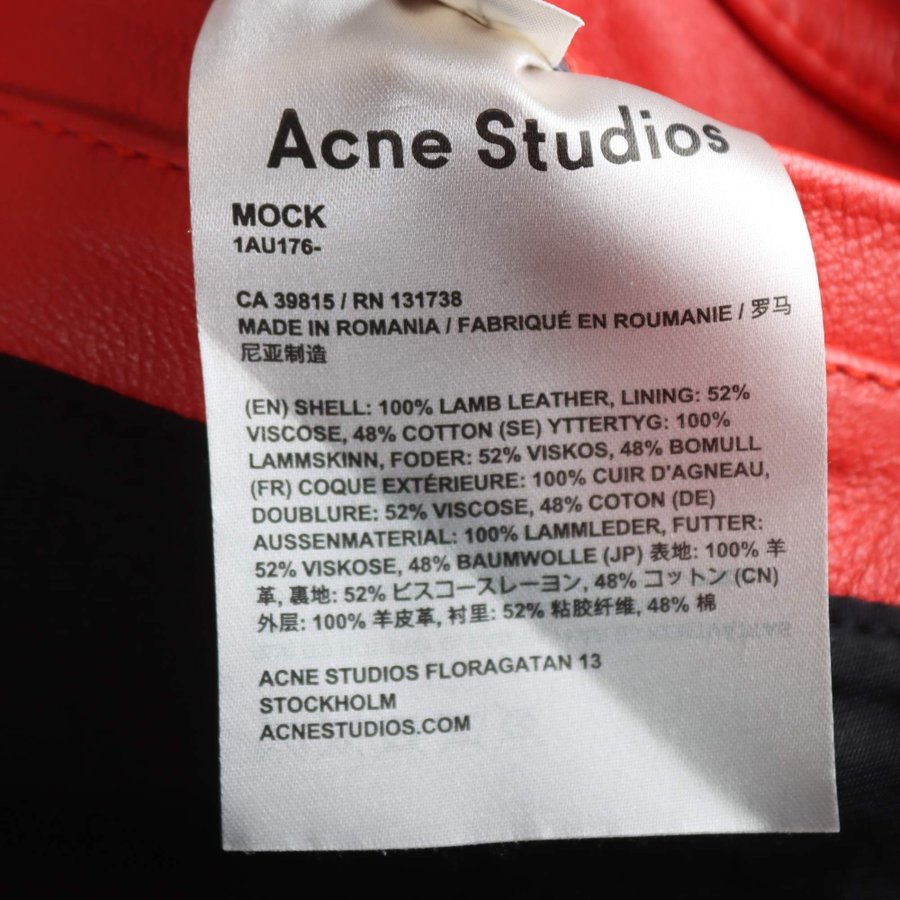 Acne Studios
MOCK
1AU176-
CA 39815 / RN 131738
MADE IN ROMANIA / FABRIQUÉ EN ROUMANIE / 罗马
尼亚制造
(EN) SHELL: 100% LAMB LEATHER, LINING: 52%
VISCOSE, 48% COTTON (SE) YTTERTYG: 100%
LAMMSKINN, FODER: 52% VISKOS, 48% BOMULL
(FR) COQUE EXTÉRIEURE: 100% CUIR D'AGNEAU,
DOUBLURE: 52% VISCOSE, 48% COTON (DE)
AUSSENMATERIAL: 100% LAMMLEDER, FUTTER:
52% VISKOSE, 48% BAUMWOLLE (JP) 表地: 100% 羊
革, 裏地: 52% ビスコースレーヨン, 48% コットン (CN)
外层: 100% 羊皮革, 衬里: 52% 粘胶纤维, 48% 棉
ACNE STUDIOS FLORAGATAN 13
STOCKHOLM
ACNESTUDIOS.COM